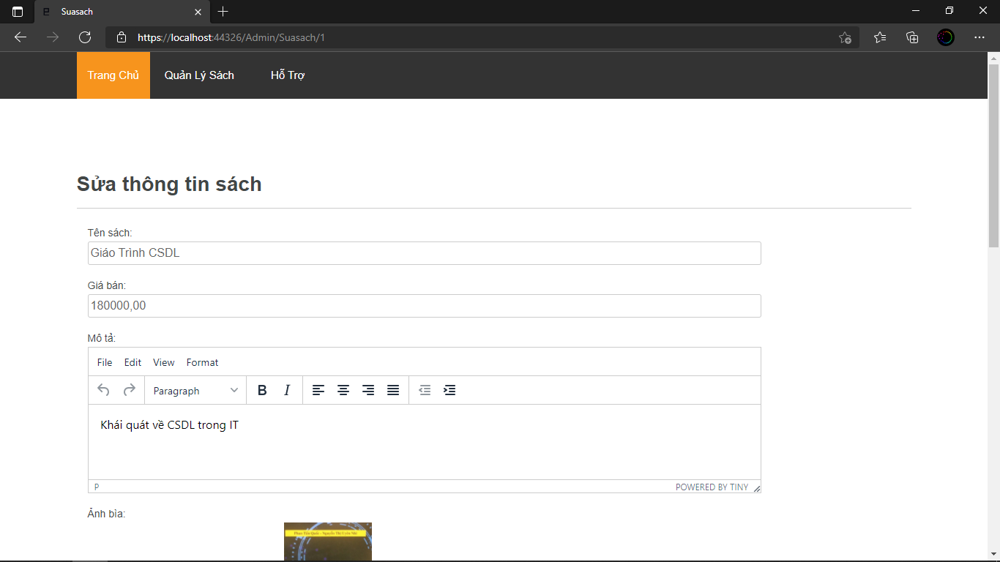 Suasach
https://localhost:44326/Admin/Suasach/1
Trang Chủ Quản Lý Sách Hỗ Trợ
Sửa thông tin sách
Tên sách:
Giáo Trình CSDL
Giá bán:
180000,00
Mô tả:
File Edit View Format
Paragraph B I
Khái quát về CSDL trong IT
P POWERED BY TINY
Ảnh bìa: